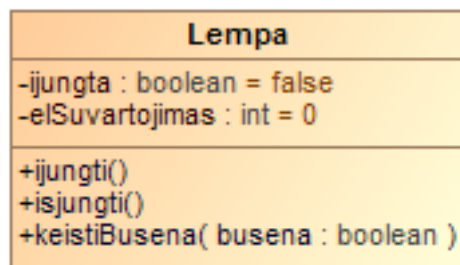 Lempa
-ijungta : boolean = false
-elSuvartojimas : int = 0
+ijungti()
+isjungti()
+keistiBusena( busena : boolean )